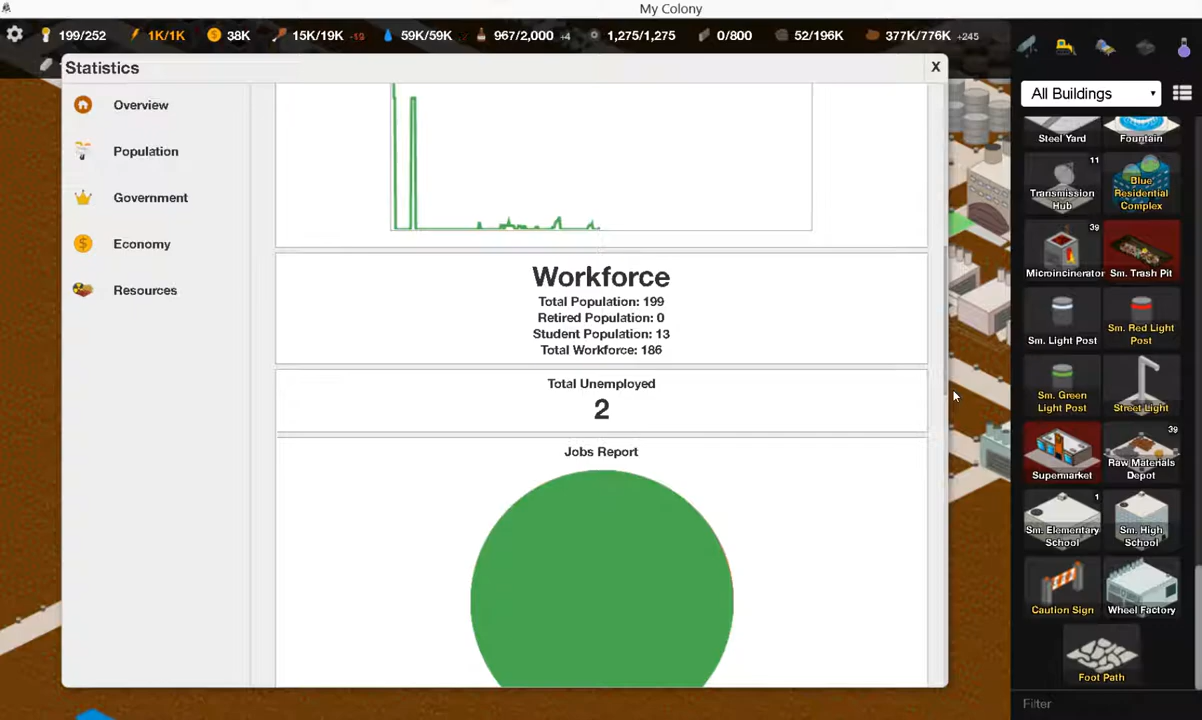 My Colony
199/252 1K/1K 38K 15K/19K -19 59K/59K 967/2,000 +4 1,275/1,275 0/800 52/196K 377K/776K +245
Statistics
X
Overview
Population
Government
Economy
Resources
Workforce
Total Population: 199
Retired Population: 0
Student Population: 13
Total Workforce: 186
Total Unemployed
2
Jobs Report
All Buildings
Steel Yard
Fountain
11
Transmission Hub
Blue Residential Complex
39
Microincinerator
Sm. Trash Pit
Sm. Light Post
Sm. Red Light Post
Sm. Green Light Post
Street Light
Supermarket
39
Raw Materials Depot
1
Sm. Elementary School
Sm. High School
Caution Sign
Wheel Factory
Foot Path
Filter